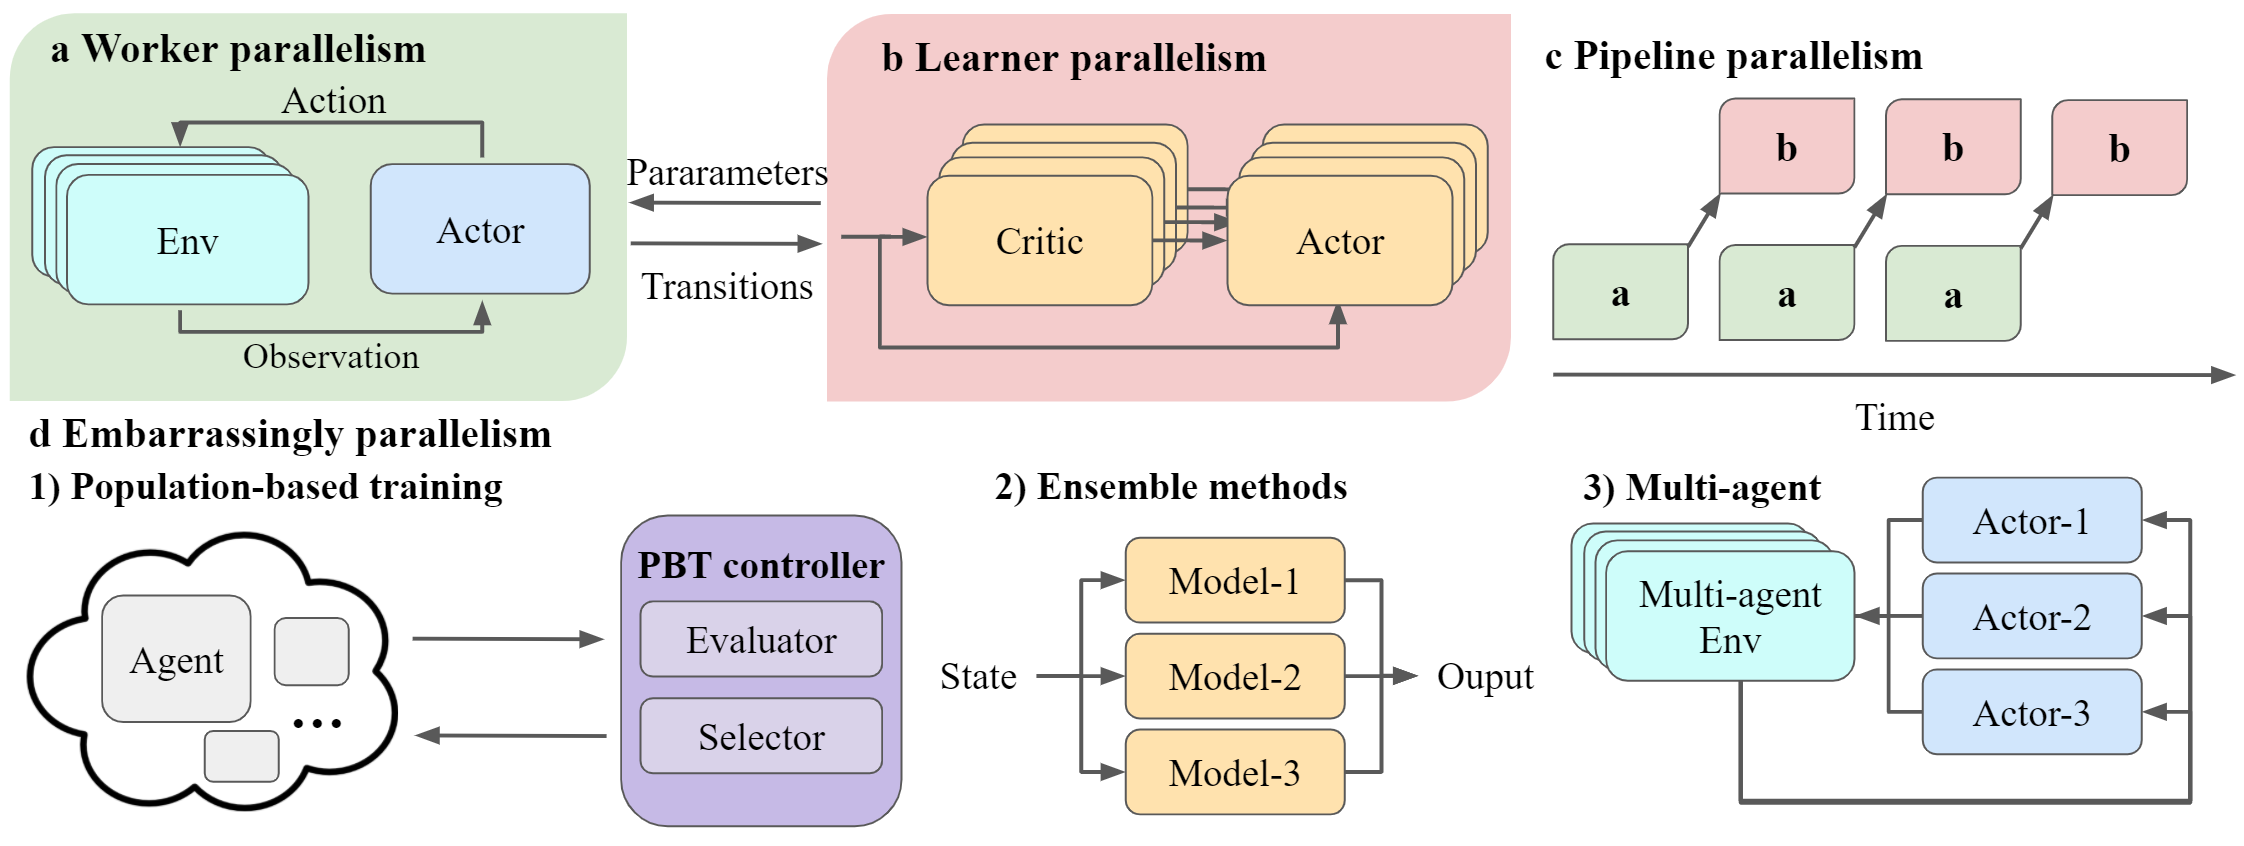 a Worker parallelism
Action
Env
Actor
Observation
Pararameters
Transitions
b Learner parallelism
Critic
Actor
c Pipeline parallelism
b
b
b
a
a
a
Time
d Embarrassingly parallelism
1) Population-based training
Agent
...
PBT controller
Evaluator
Selector
2) Ensemble methods
State
Model-1
Model-2
Model-3
Ouput
3) Multi-agent
Multi-agent
Env
Actor-1
Actor-2
Actor-3